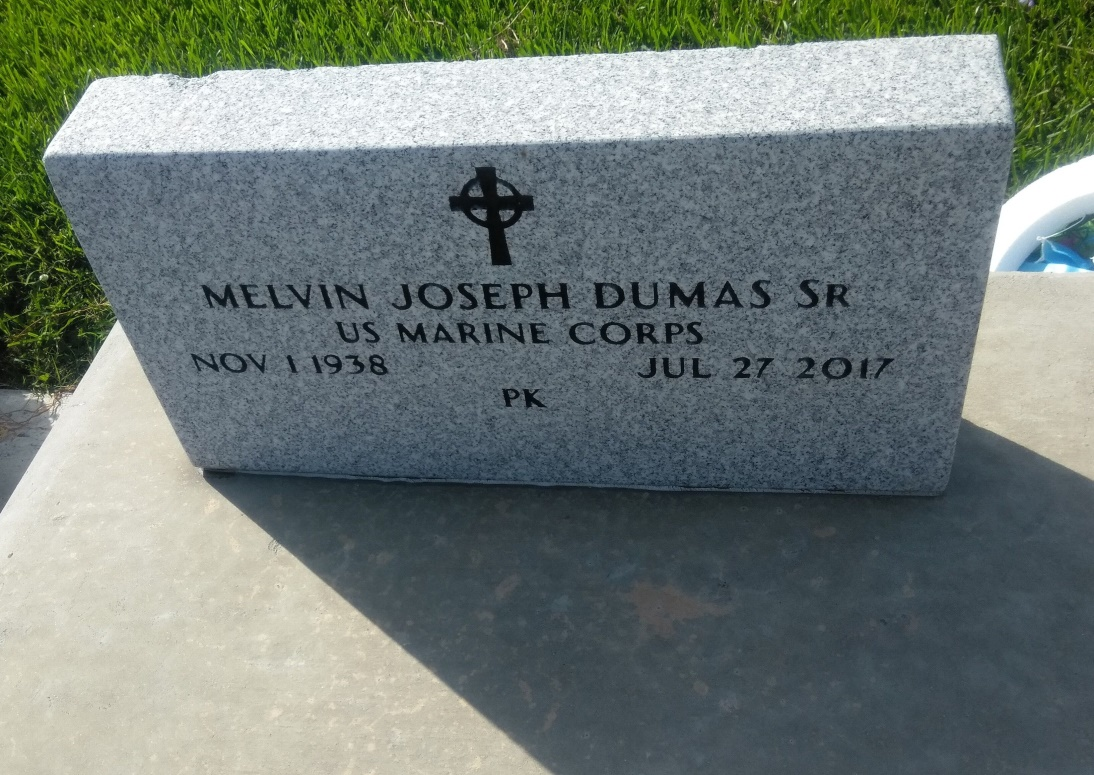 MELVIN JOSEPH DUMAS SR
US MARINE CORPS
NOV 1 1938 JUL 27 2017
PK